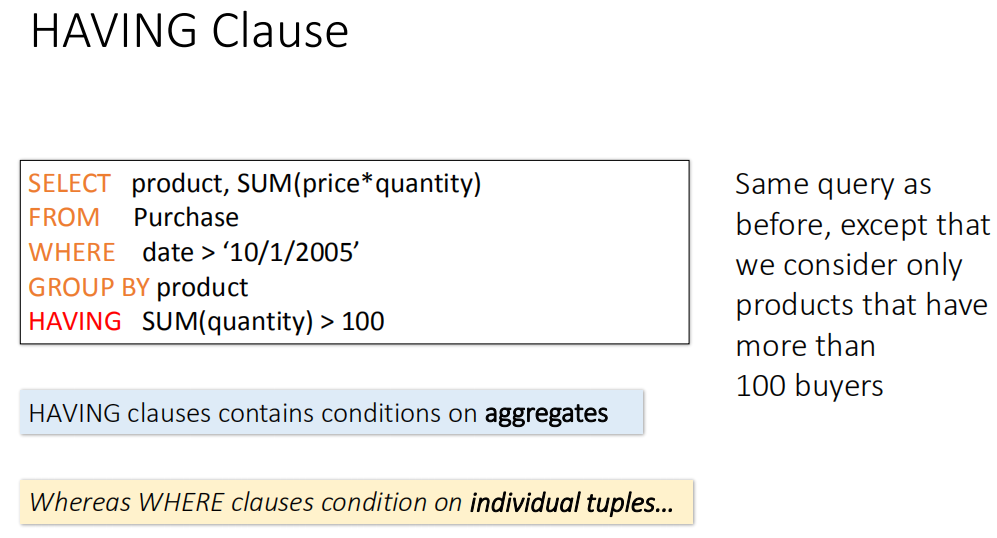 HAVING Clause
SELECT product, SUM(price*quantity)
FROM Purchase
WHERE date > ‘10/1/2005’
GROUP BY product
HAVING SUM(quantity) > 100
Same query as
before, except that
we consider only
products that have
more than
100 buyers
HAVING clauses contains conditions on aggregates
Whereas WHERE clauses condition on individual tuples…